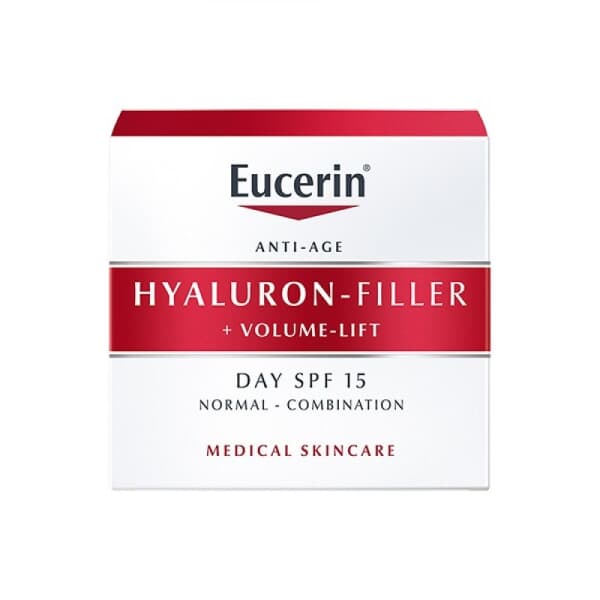 Eucerin®
ANTI-AGE
HYALURON-FILLER
+ VOLUME-LIFT
DAY SPF 15
NORMAL - COMBINATION
MEDICAL SKINCARE